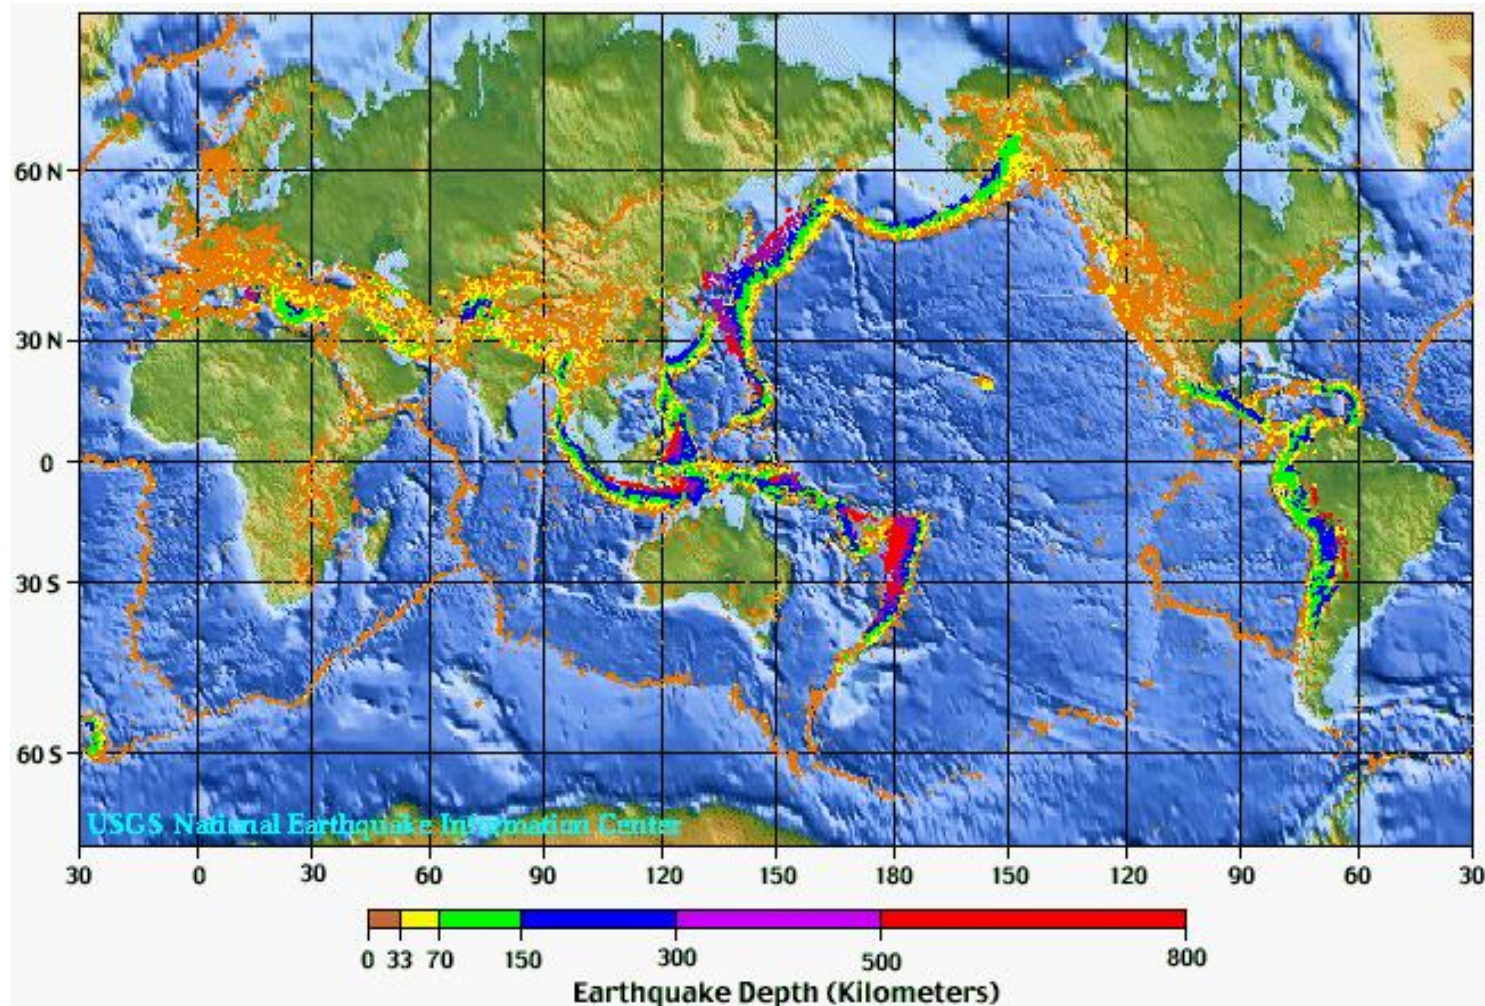 60 N
30 N
0
30 S
60 S
USGS National Earthquake Information Center
30 0 30 60 90 120 150 180 150 120 90 60 30
0 33 70 150 300 500 800
Earthquake Depth (Kilometers)